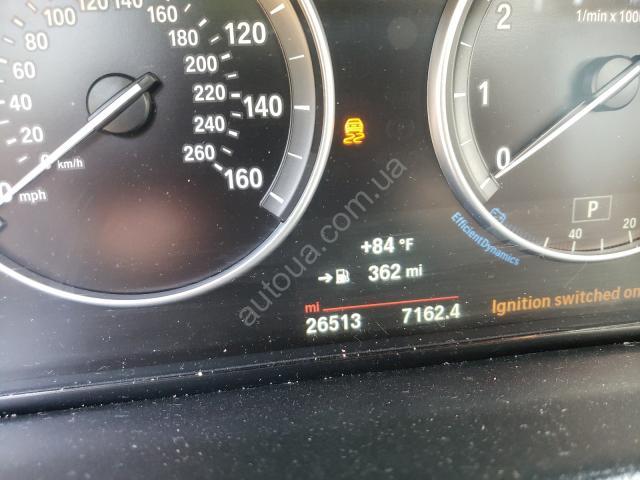 80 100 120 140 160
60 180 120
40 200
220 140
20 240
0 km/h 260 160
0 mph
2 1/min x 1000
1
0
P
40 20
EfficientDynamics
+84 °F
362 mi
mi
26513 7162.4
Ignition switched on
autoua.com.ua